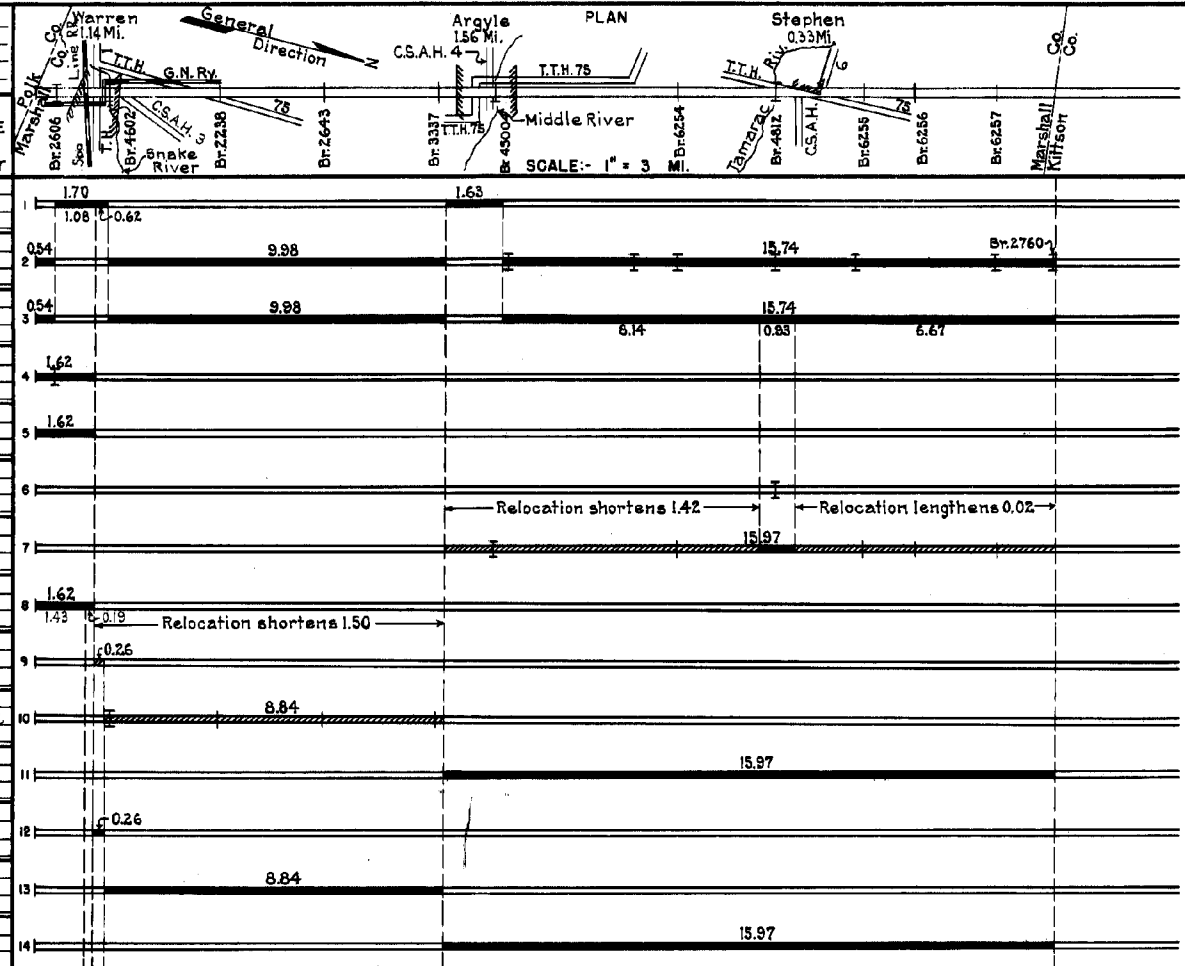 PLAN
Warren
1.14 Mi.
General
Direction
N
Argyle
1.56 Mi.
C.S.A.H. 4
Stephen
0.33 Mi.
Co.
Co.
Polk
Marshall
Co.
Co.
Line RR
Soo
T.T.H.
G.N. Ry.
75
C.S.A.H. 3
T.H.
Snake
River
T.T.H. 75
T.T.H. 75
Middle River
Riv.
Tamarac
T.T.H.
75
C.S.A.H.
6
Marshall
Kittson
Br. 2606
Br. 4602
Br. 2238
Br. 2643
Br. 3337
Br. 45004
Br. 6254
Br. 4812
Br. 6255
Br. 6256
Br. 6257
SCALE:- 1" = 3 MI.
1
1.70
1.08
0.62
1.63
2
0.54
9.98
15.74
Br. 2760
3
0.54
9.98
15.74
8.14
0.93
6.67
4
1.62
5
1.62
6
Relocation shortens 1.42
Relocation lengthens 0.02
7
15.97
8
1.62
1.43
0.19
Relocation shortens 1.50
9
0.26
10
8.84
11
15.97
12
0.26
13
8.84
14
15.97